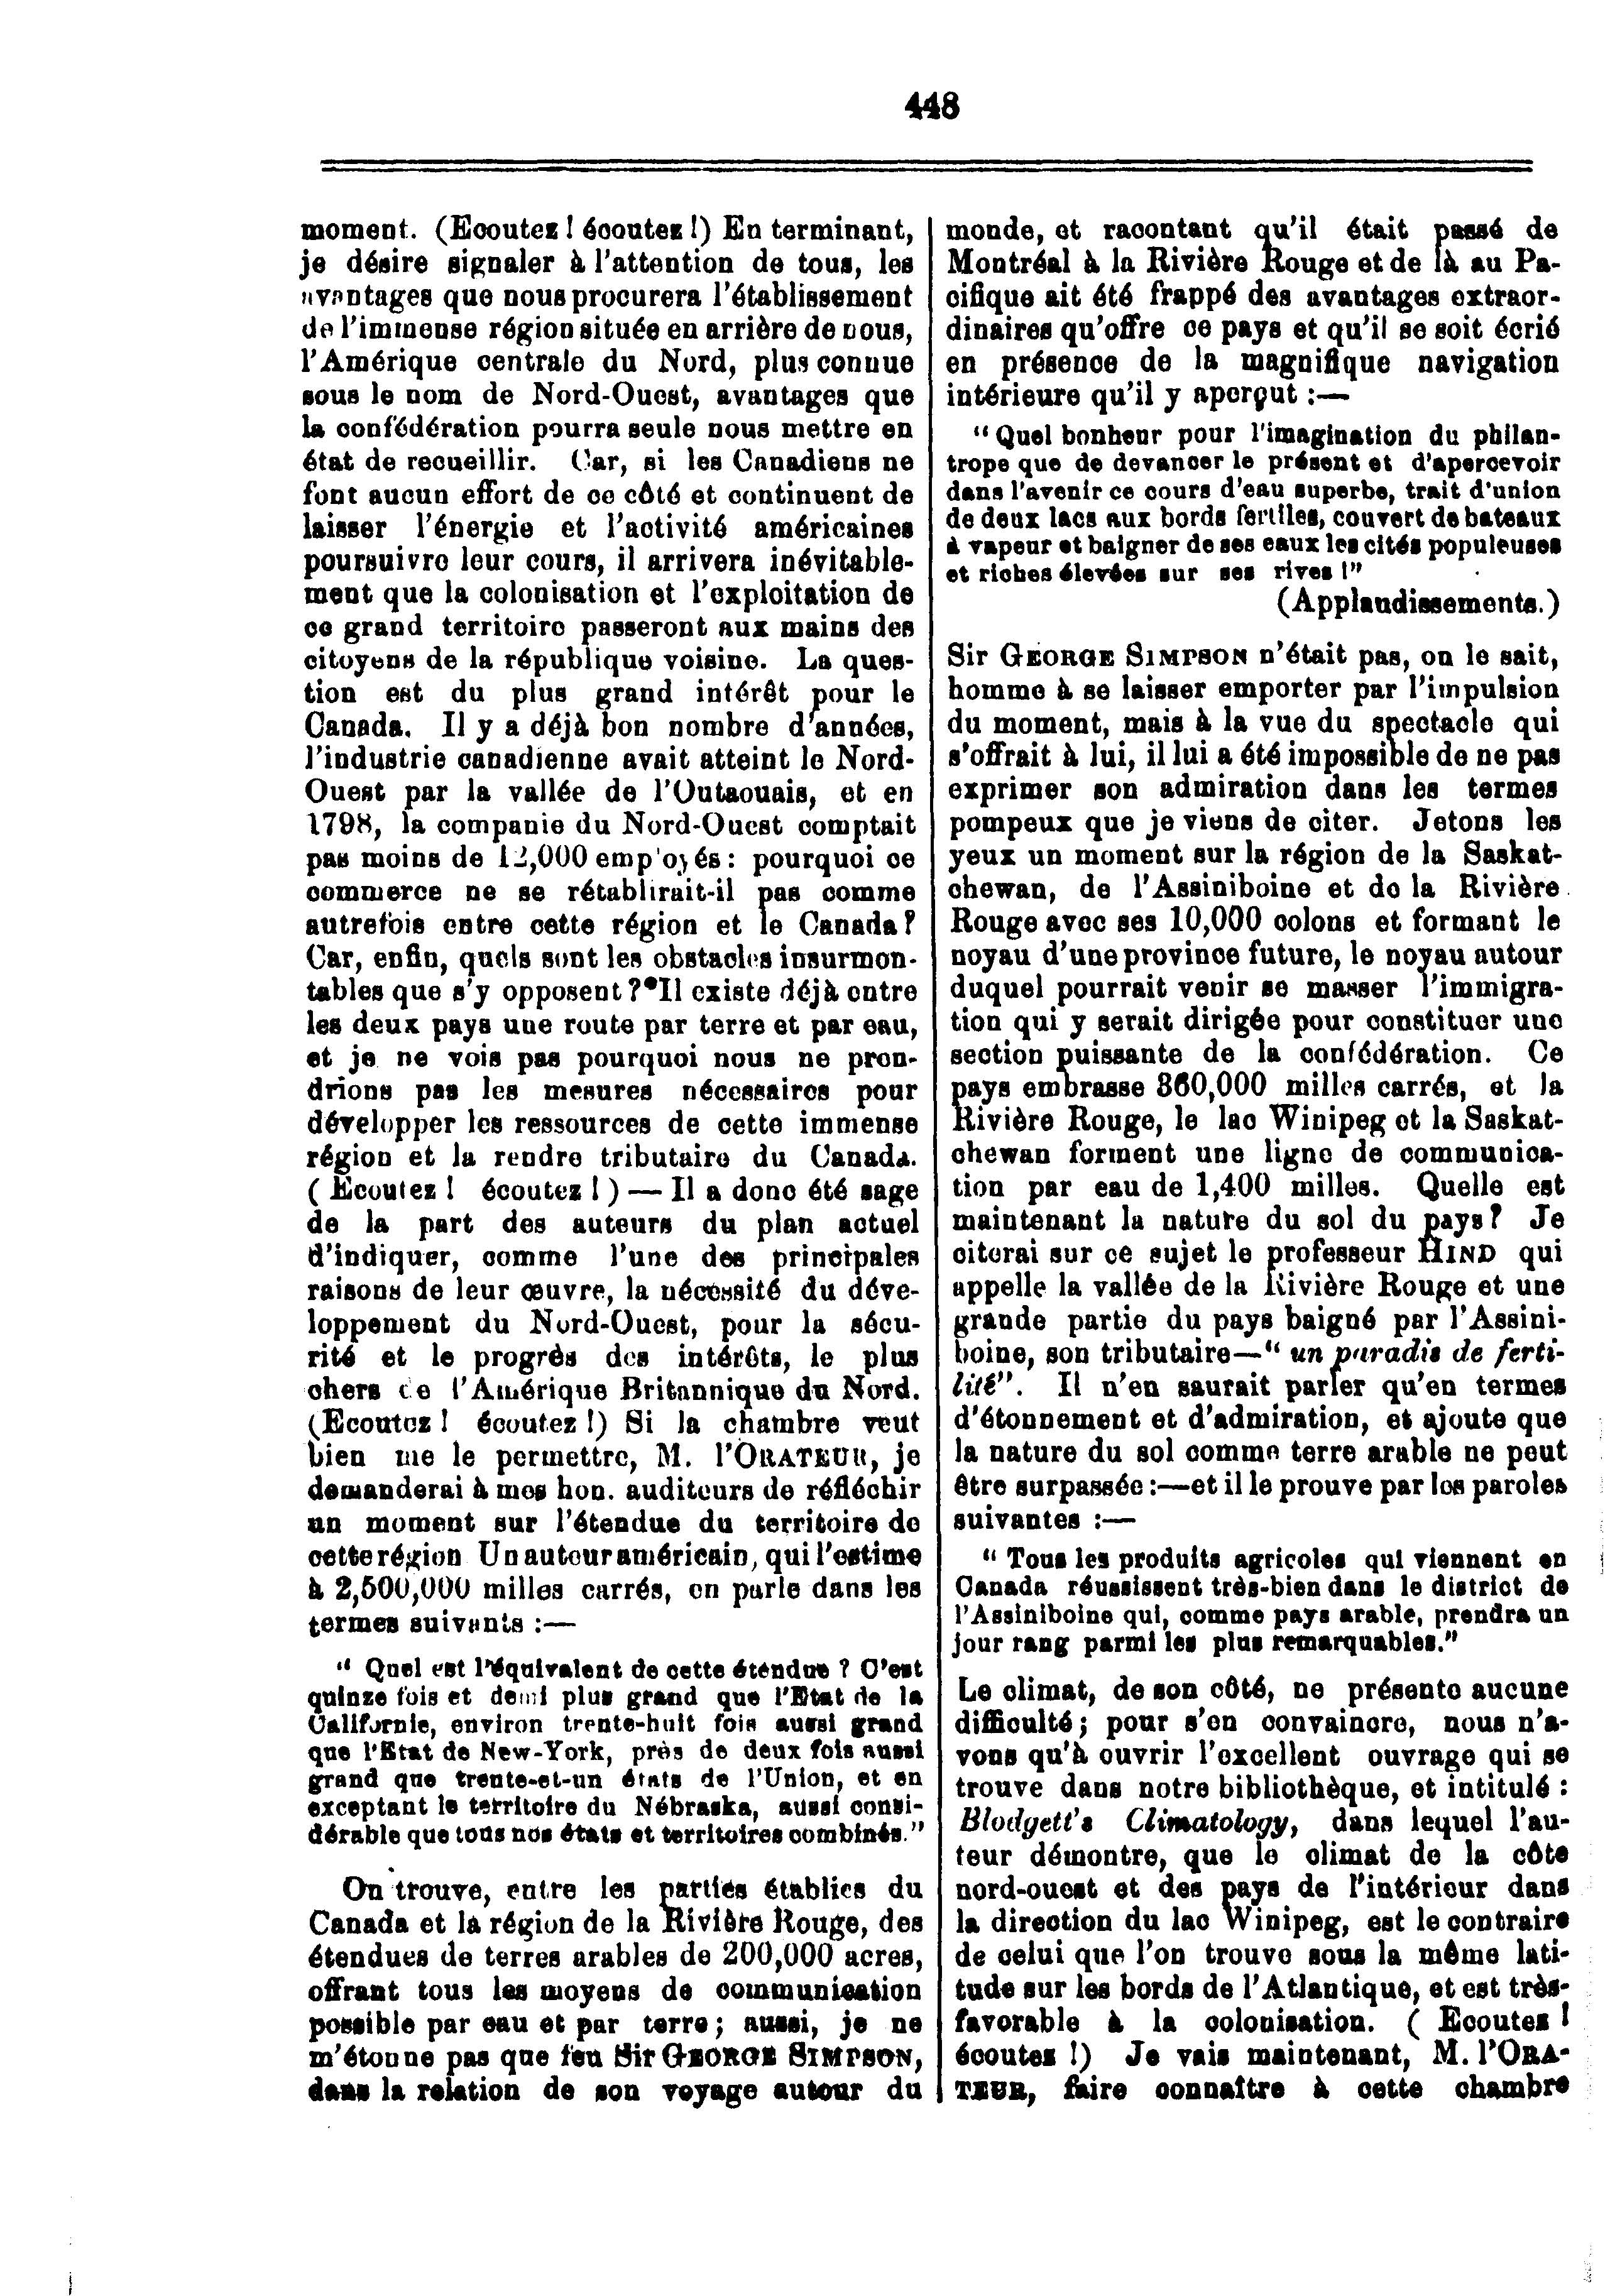 448
moment. (Ecoutez ! écoutez !) En terminant,
je désire signaler à l'attention de tous, les
avantages que nous procurera l'établissement
de l'immense région située en arrière de nous,
l'Amérique centrale du Nord, plus connue
sous le nom de Nord-Ouest, avantages que
la confédération pourra seule nous mettre en
état de recueillir. Car, si les Canadiens ne
font aucun effort de ce côté et continuent de
laisser l'énergie et l'activité américaines
poursuivre leur cours, il arrivera inévitable-
ment que la colonisation et l'exploitation de
ce grand territoire passeront aux mains des
citoyens de la république voisine. La ques-
tion est du plus grand intérêt pour le
Canada. Il y a déjà bon nombre d'années,
l'industrie canadienne avait atteint le Nord-
Ouest par la vallée de l'Outaouais, et en
1798, la companie du Nord-Ouest comptait
pas moins de 12,000 employés : pourquoi ce
commerce ne se rétablirait-il pas comme
autrefois entre cette région et le Canada ?
Car, enfin, quels sont les obstacles insurmon-
tables que s'y opposent ? Il existe déjà entre
les deux pays une route par terre et par eau,
et je ne vois pas pourquoi nous ne pren-
drions pas les mesures nécessaires pour
développer les ressources de cette immense
région et la rendre tributaire du Canada.
( Ecoutez ! écoutez ! ) — Il a donc été sage
de la part des auteurs du plan actuel
d'indiquer, comme l'une des principales
raisons de leur œuvre, la nécessité du déve-
loppement du Nord-Ouest, pour la sécu-
rité et le progrès des intérêts, le plus
chers de l'Amérique Britannique du Nord.
(Ecoutez ! écoutez !) Si la chambre veut
bien me le permettre, M. l'ORATEUR, je
demanderai à mes hon. auditeurs de réfléchir
un moment sur l'étendue du territoire de
cette région Un auteur américain, qui l'estime
à 2,500,000 milles carrés, en parle dans les
termes suivants :—
“ Quel est l'équivalent de cette étendue ? C'est
quinze fois et demi plus grand que l'Etat de la
Californie, environ trente-huit fois aussi grand
que l'Etat de New-York, près de deux fois aussi
grand que trente-et-un états de l'Union, et en
exceptant le territoire du Nébraska, aussi consi-
dérable que tous nos états et territoires combinés.”
On trouve, entre les parties établies du
Canada et la région de la Rivière Rouge, des
étendues de terres arables de 200,000 acres,
offrant tous les moyens de communication
possible par eau et par terre ; aussi, je ne
m'étonne pas que feu Sir GEORGE SIMPSON,
dans la relation de son voyage autour du
monde, et racontant qu'il était passé de
Montréal à la Rivière Rouge et de là au Pa-
cifique ait été frappé des avantages extraor-
dinaires qu'offre ce pays et qu'il se soit écrié
en présence de la magnifique navigation
intérieure qu'il y aperçut :—
“ Quel bonheur pour l'imagination du philan-
trope que de devancer le présent et d'apercevoir
dans l'avenir ce cours d'eau superbe, trait d'union
de deux lacs aux bords fertiles, couvert de bateaux
à vapeur et baigner de ses eaux les cités populeuses
et riches élevées sur ses rives !”
(Applaudissements.)
Sir GEORGE SIMPSON n'était pas, on le sait,
homme à se laisser emporter par l'impulsion
du moment, mais à la vue du spectacle qui
s'offrait à lui, il lui a été impossible de ne pas
exprimer son admiration dans les termes
pompeux que je viens de citer. Jetons les
yeux un moment sur la région de la Saskat-
chewan, de l'Assiniboine et de la Rivière
Rouge avec ses 10,000 colons et formant le
noyau d'une province future, le noyau autour
duquel pourrait venir se masser l'immigra-
tion qui y serait dirigée pour constituer une
section puissante de la confédération. Ce
pays embrasse 360,000 milles carrés, et la
Rivière Rouge, le lac Winipeg et la Saskat-
chewan forment une ligne de communica-
tion par eau de 1,400 milles. Quelle est
maintenant la nature du sol du pays ? Je
citerai sur ce sujet le professeur HIND qui
appelle la vallée de la Rivière Rouge et une
grande partie du pays baigné par l'Assini-
boine, son tributaire—“ un paradis de ferti-
lité”. Il n'en saurait parler qu'en termes
d'étonnement et d'admiration, et ajoute que
la nature du sol comme terre arable ne peut
être surpassée :—et il le prouve par les paroles
suivantes :—
“ Tous les produits agricoles qui viennent en
Canada réussissent très-bien dans le district de
l'Assiniboine qui, comme pays arable, prendra un
jour rang parmi les plus remarquables.”
Le climat, de son côté, ne présente aucune
difficulté ; pour s'en convaincre, nous n'a-
vons qu'à ouvrir l'excellent ouvrage qui se
trouve dans notre bibliothèque, et intitulé :
Blodgett's Climatology, dans lequel l'au-
teur démontre, que le climat de la côte
nord-ouest et des pays de l'intérieur dans
la direction du lac Winipeg, est le contraire
de celui que l'on trouve sous la même lati-
tude sur les bords de l'Atlantique, et est très-
favorable à la colonisation. ( Ecoutez !
écoutez !) Je vais maintenant, M. l'ORA-
TEUR, faire connaître à cette chambre